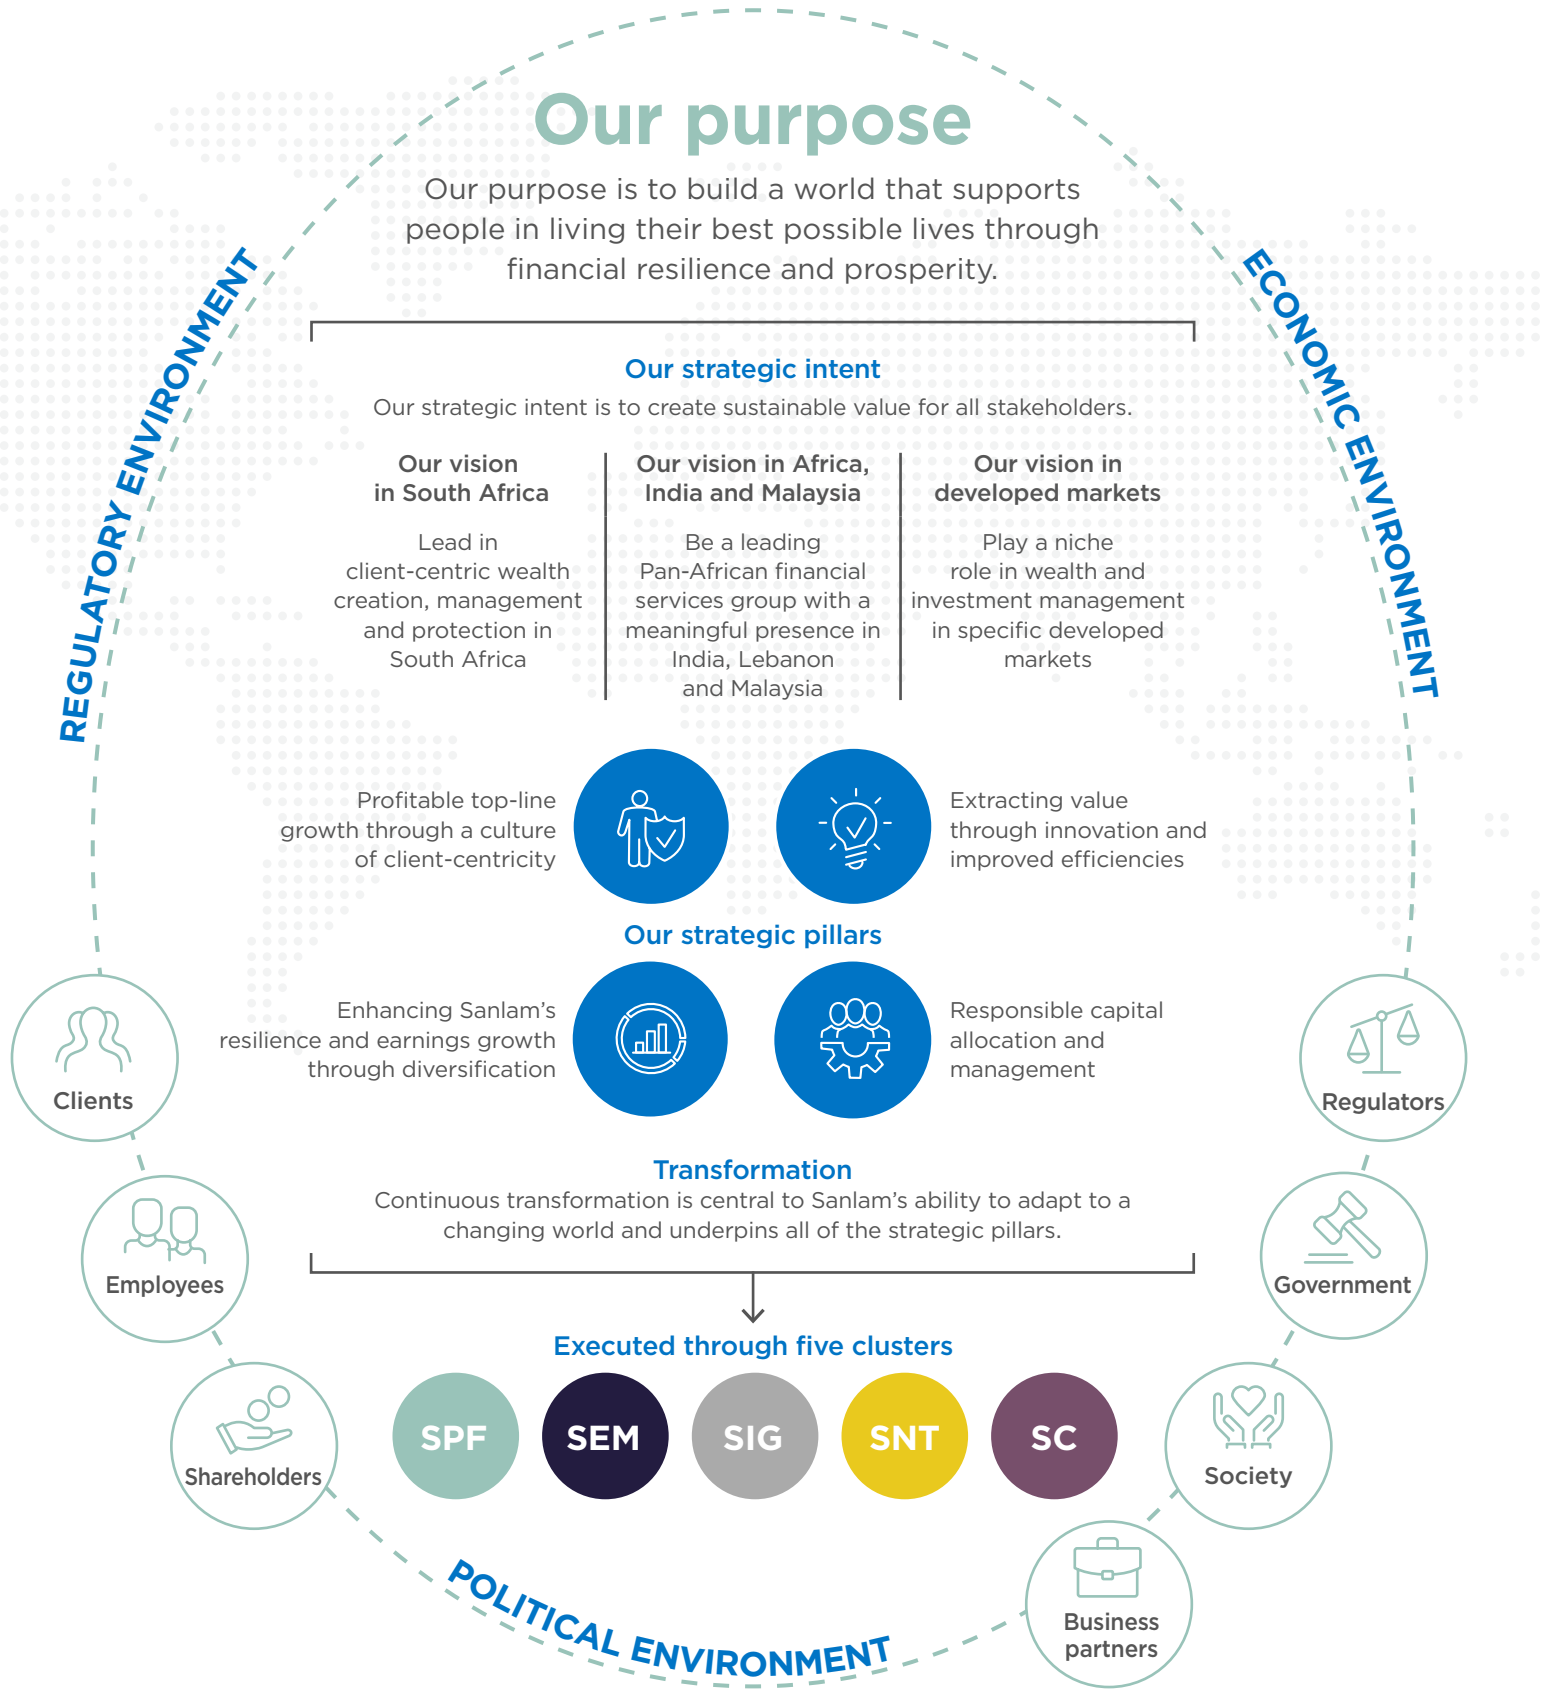 Our purpose
Our purpose is to build a world that supports
people in living their best possible lives through
financial resilience and prosperity.
REGULATORY ENVIRONMENT
ECONOMIC ENVIRONMENT
Our strategic intent
Our strategic intent is to create sustainable value for all stakeholders.
Our vision
in South Africa
Lead in
client-centric wealth
creation, management
and protection in
South Africa
Our vision in Africa,
India and Malaysia
Be a leading
Pan-African financial
services group with a
meaningful presence in
India, Lebanon
and Malaysia
Our vision in
developed markets
Play a niche
role in wealth and
investment management
in specific developed
markets
Profitable top-line
growth through a culture
of client-centricity
Extracting value
through innovation and
improved efficiencies
Our strategic pillars
Enhancing Sanlam’s
resilience and earnings growth
through diversification
Responsible capital
allocation and
management
Transformation
Continuous transformation is central to Sanlam’s ability to adapt to a
changing world and underpins all of the strategic pillars.
Executed through five clusters
SPF
SEM
SIG
SNT
SC
Clients
Employees
Shareholders
POLITICAL ENVIRONMENT
Business
partners
Society
Government
Regulators